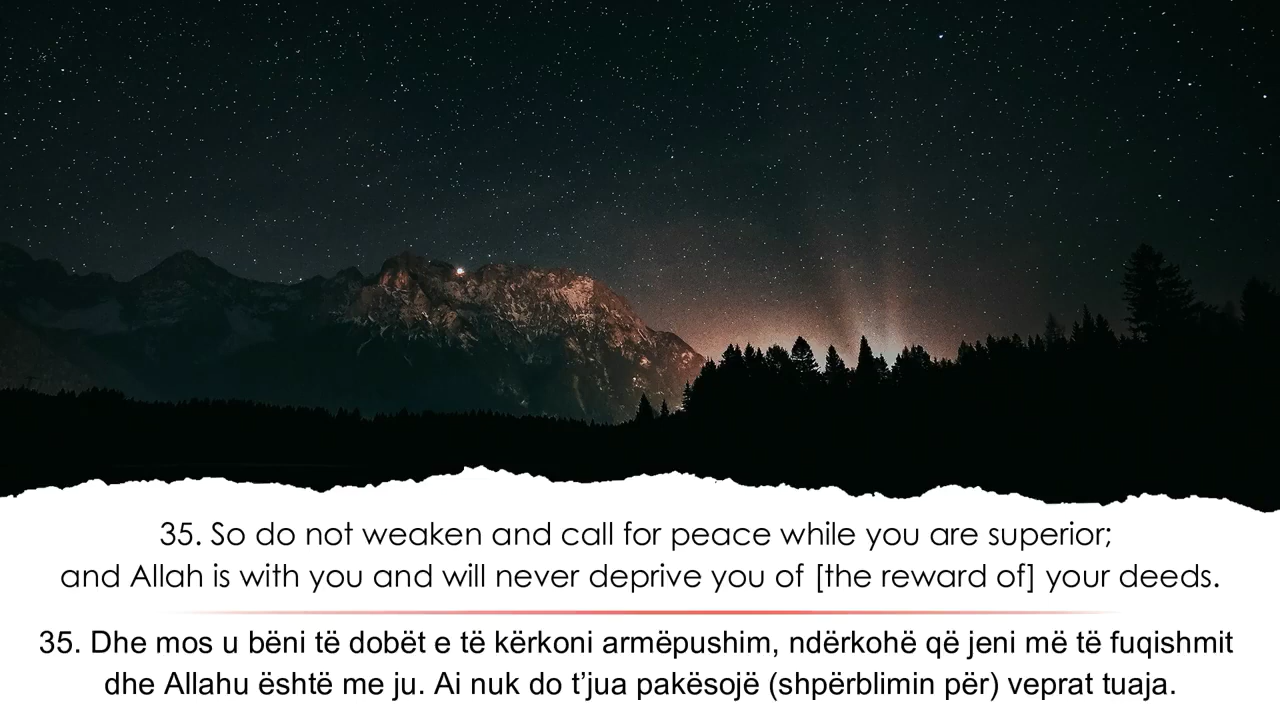 35. So do not weaken and call for peace while you are superior;
and Allah is with you and will never deprive you of [the reward of] your deeds.
35. Dhe mos u bëni të dobët e të kërkoni armëpushim, ndërkohë që jeni më të fuqishmit
dhe Allahu është me ju. Ai nuk do t’jua pakësojë (shpërblimin për) veprat tuaja.